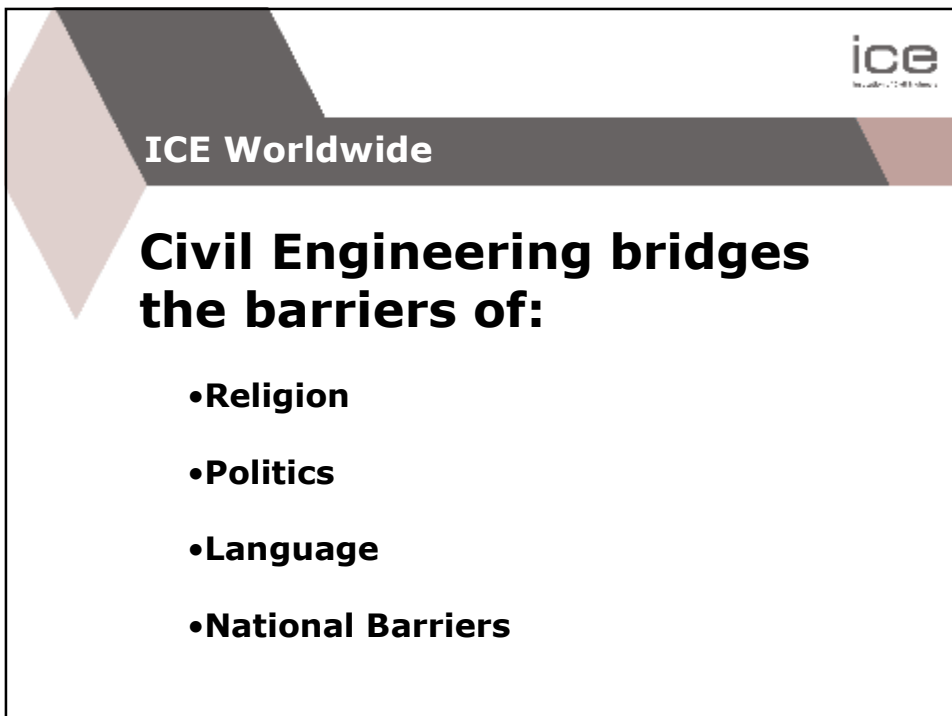 ice
ICE Worldwide
Civil Engineering bridges
the barriers of:
•Religion
•Politics
•Language
•National Barriers